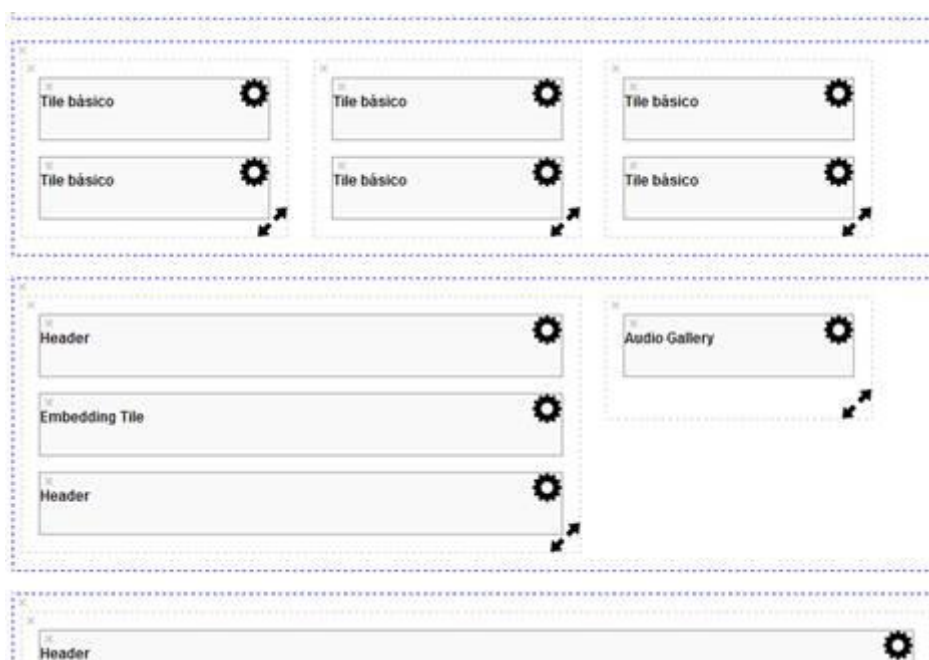 Tile básico
Tile básico
Tile básico
Tile básico
Tile básico
Tile básico
Header
Audio Gallery
Embedding Tile
Header
Header